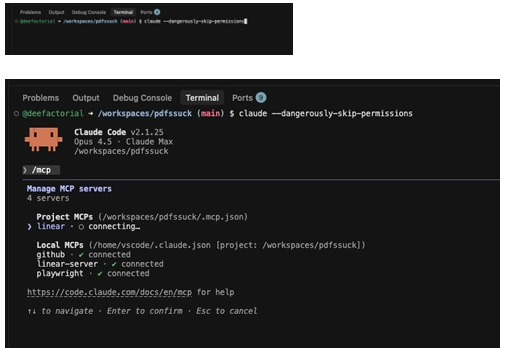 Problems Output Debug Console Terminal Ports 9
@deefactorial → /workspaces/pdfssuck (main) $ claude --dangerously-skip-permissions
Problems Output Debug Console Terminal Ports 9
@deefactorial → /workspaces/pdfssuck (main) $ claude --dangerously-skip-permissions
Claude Code v2.1.25
Opus 4.5 · Claude Max
/workspaces/pdfssuck
❯ /mcp
Manage MCP servers
4 servers
Project MCPs (/workspaces/pdfssuck/.mcp.json)
❯ linear · ○ connecting…
Local MCPs (/home/vscode/.claude.json [project: /workspaces/pdfssuck])
github · ✔ connected
linear-server · ✔ connected
playwright · ✔ connected
https://code.claude.com/docs/en/mcp for help
↑↓ to navigate · Enter to confirm · Esc to cancel